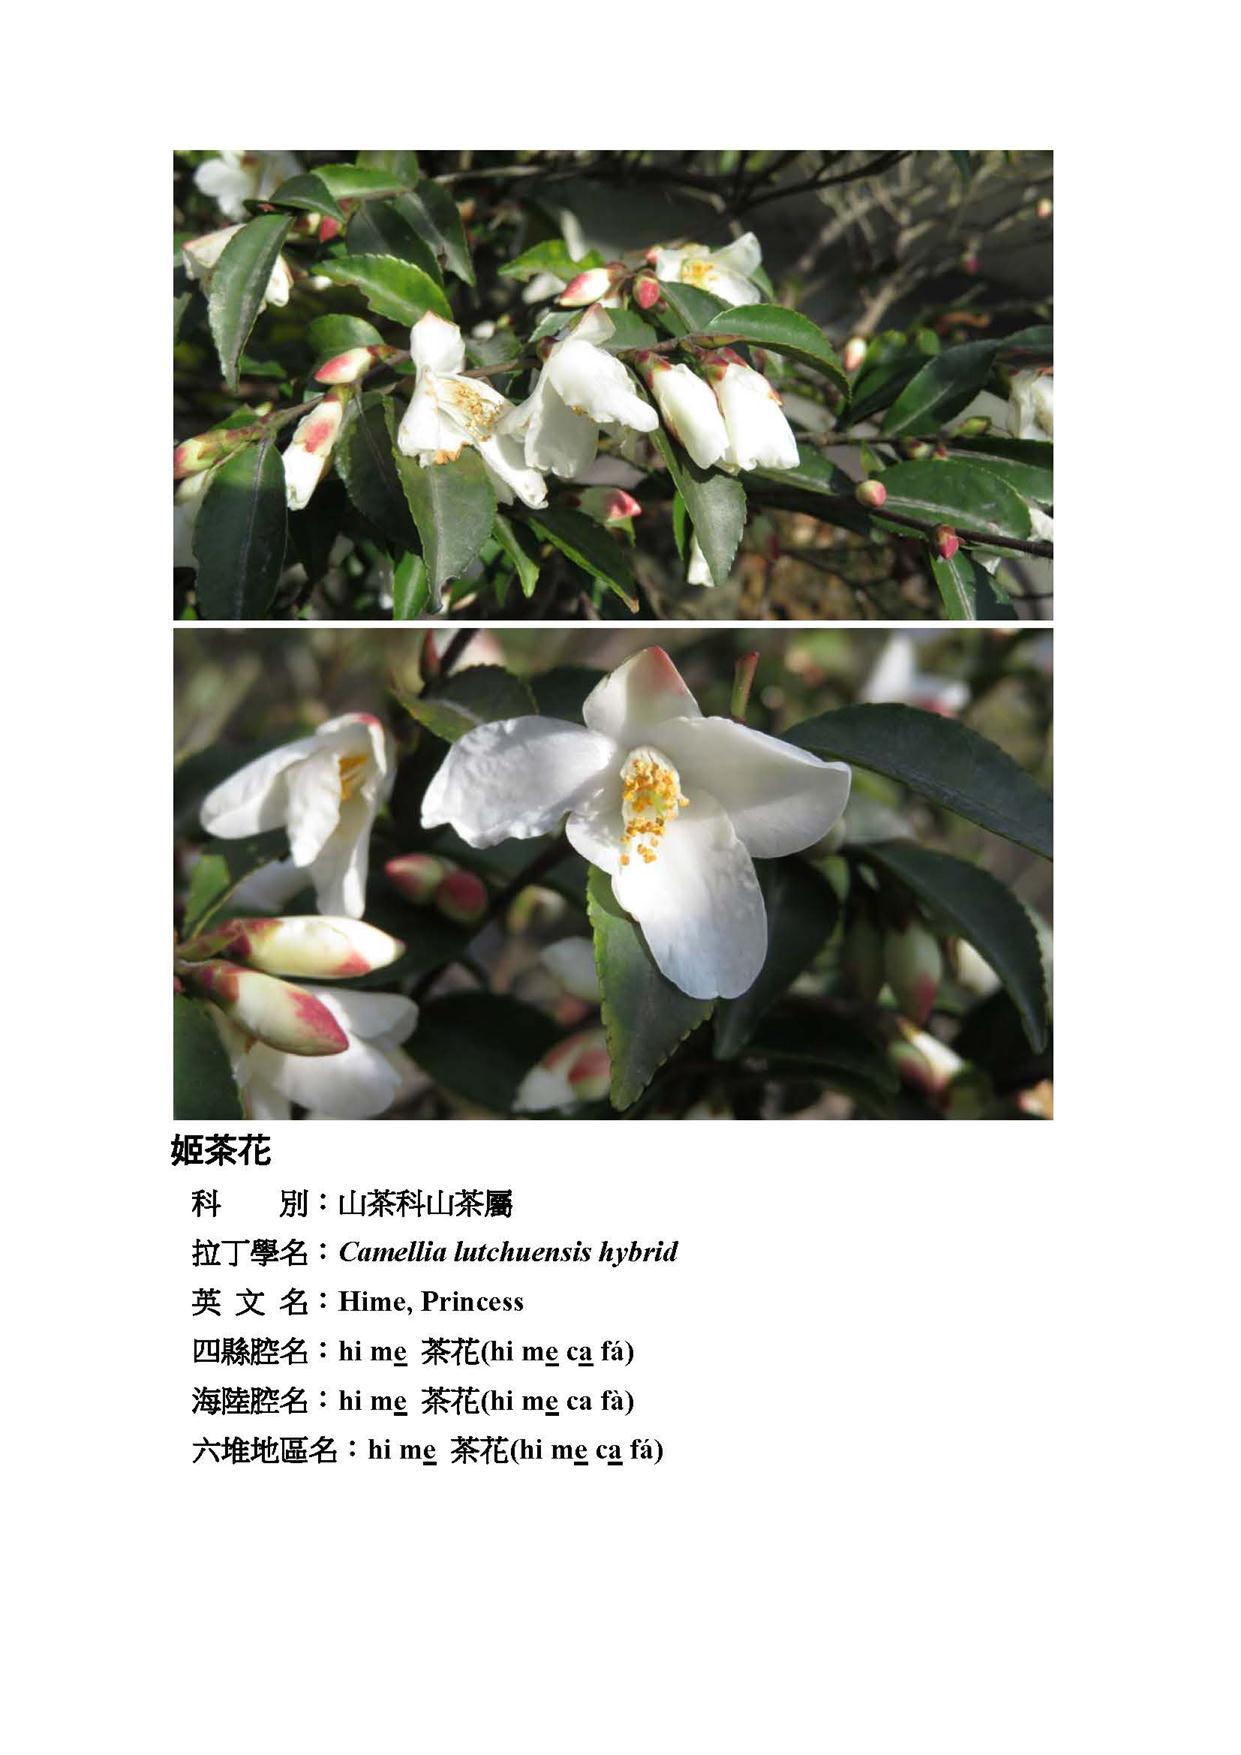 姬茶花
科　　別：山茶科山茶屬
拉丁學名：Camellia lutchuensis hybrid
英 文 名：Hime, Princess
四縣腔名：hi me 茶花(hi me ca fá)
海陸腔名：hi me 茶花(hi me ca fà)
六堆地區名：hi me 茶花(hi me ca fá)